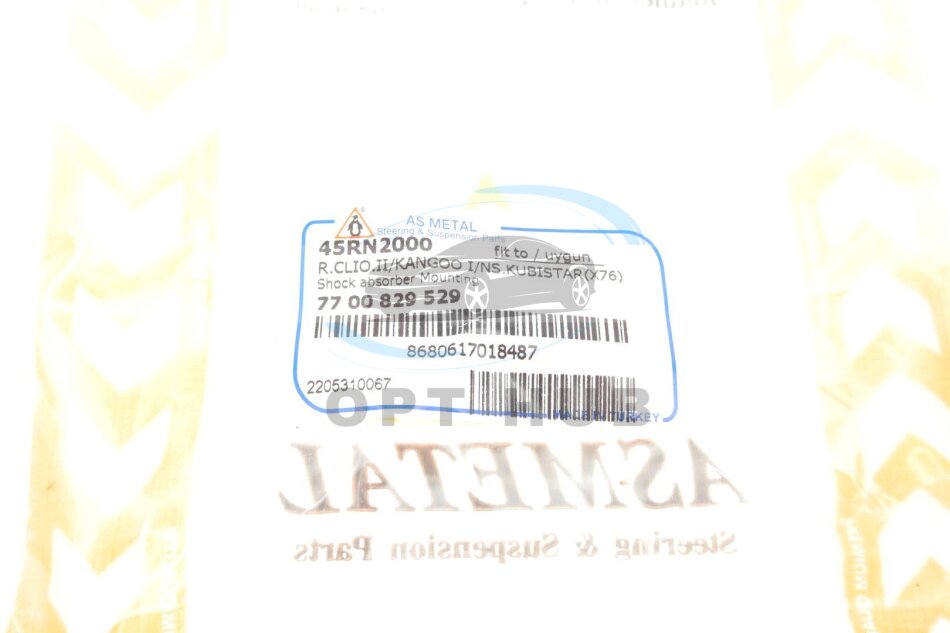 AS METAL
Steering & Suspension Parts
45RN2000 fit to / uygun
R.CLIO.II/KANGOO I/NS.KUBISTAR(X76)
Shock absorber Mounting
77 00 829 529
8680617018487
2205310067
OPT HUB
MADE IN TURKEY
ASMETAL
Steering & Suspension Parts